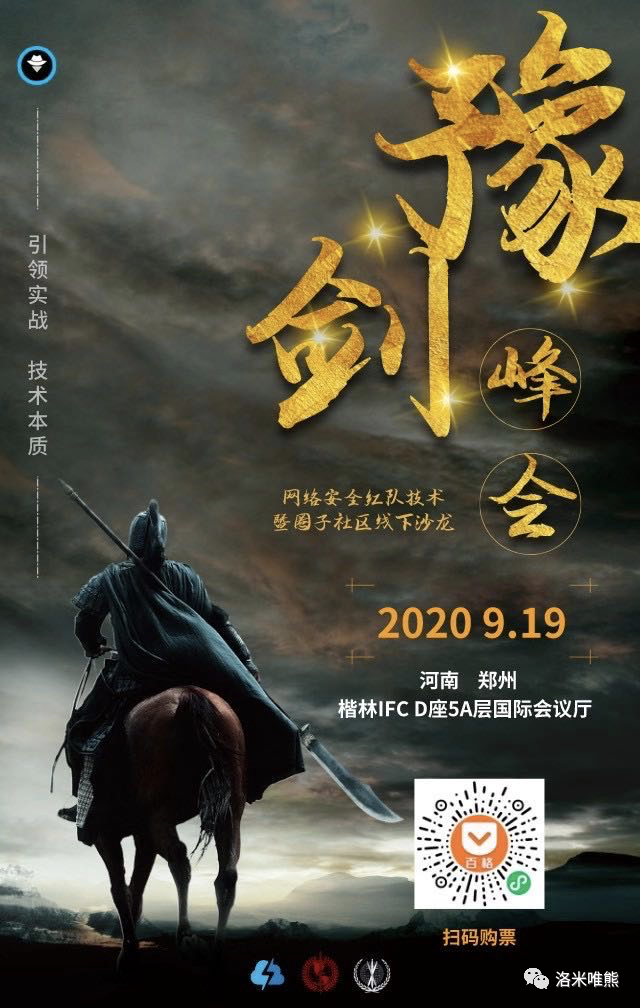 豫剑
峰会
引领实战 技术本质
网络安全红队技术
暨圈子社区线下沙龙
2020 9.19
河南 郑州
楷林IFC D座5A层国际会议厅
百格
扫码购票
洛米唯熊